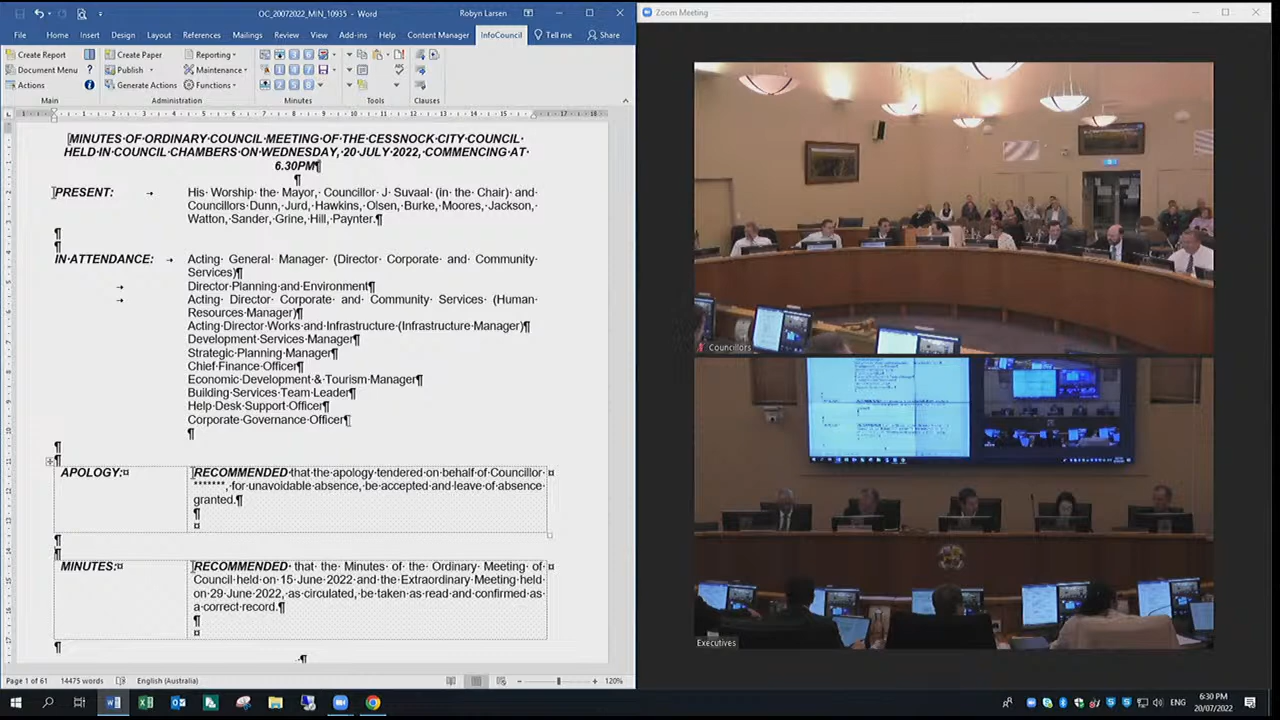 OC_20072022_MIN_10935 - Word
Robyn Larsen
Zoom Meeting
File Home Insert Design Layout References Mailings Review View Add-ins Help Content Manager InfoCouncil Tell me Share
Create Report Create Paper Reporting
Document Menu ? Publish Maintenance
Actions Generate Actions Functions
Main Administration Minutes Tools Clauses
MINUTES OF ORDINARY COUNCIL MEETING OF THE CESSNOCK CITY COUNCIL
HELD IN COUNCIL CHAMBERS ON WEDNESDAY, 20 JULY 2022, COMMENCING AT
6.30PM
PRESENT: His Worship the Mayor, Councillor J Suvaal (in the Chair) and
Councillors Dunn, Jurd, Hawkins, Olsen, Burke, Moores, Jackson,
Watton, Sander, Grine, Hill, Paynter.
IN ATTENDANCE: Acting General Manager (Director Corporate and Community
Services)
Director Planning and Environment
Acting Director Corporate and Community Services (Human
Resources Manager)
Acting Director Works and Infrastructure (Infrastructure Manager)
Development Services Manager
Strategic Planning Manager
Chief Finance Officer
Economic Development & Tourism Manager
Building Services Team Leader
Help Desk Support Officer
Corporate Governance Officer
APOLOGY: RECOMMENDED that the apology tendered on behalf of Councillor
*******, for unavoidable absence, be accepted and leave of absence
granted.
MINUTES: RECOMMENDED that the Minutes of the Ordinary Meeting of
Council held on 15 June 2022 and the Extraordinary Meeting held
on 29 June 2022, as circulated, be taken as read and confirmed as
a correct record.
Councillors
Executives
Page 1 of 61 14475 words English (Australia) 120%
ENG 6:30 PM
20/07/2022